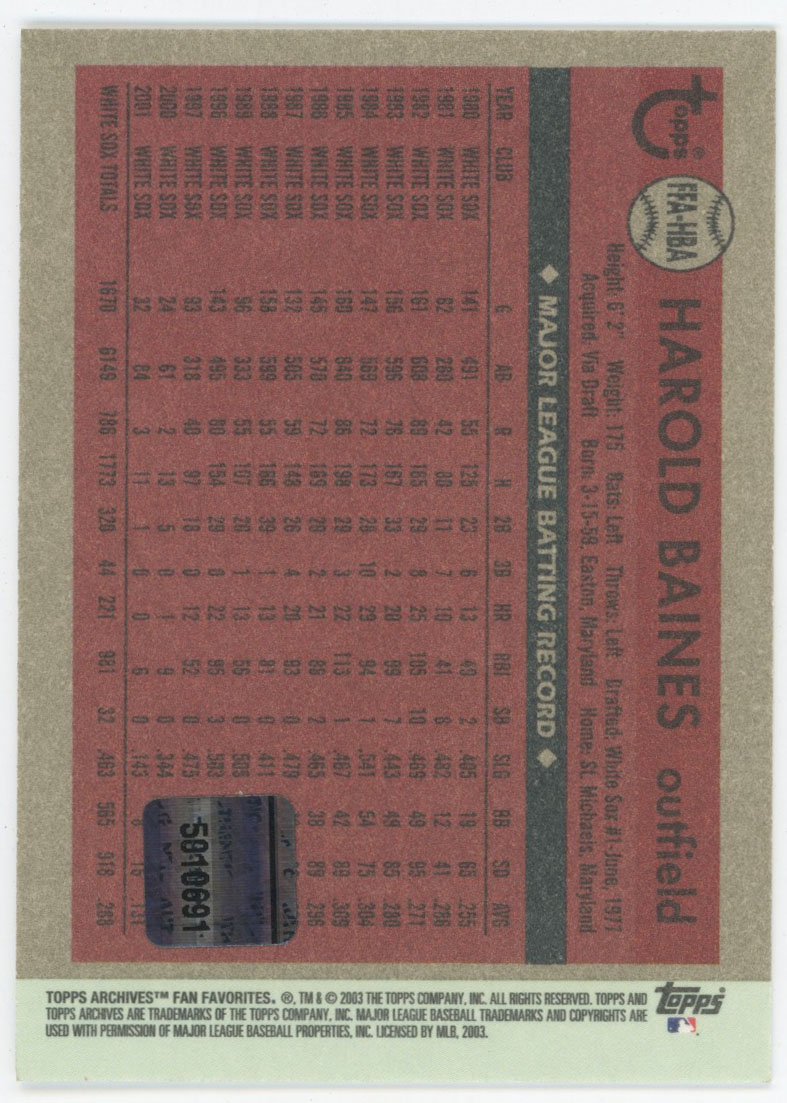 Topps®
FFA-HBA
HAROLD BAINES outfield
Height: 6' 2" Weight: 175 Bats: Left Throws: Left Drafted: White Sox #1-June, 1977
Acquired: Via Draft Born: 3-15-59, Easton, Maryland Home: St. Michaels, Maryland
MAJOR LEAGUE BATTING RECORD
YEAR CLUB G AB R H 2B 3B HR RBI SB SLG BB SO AVG
1980 WHITE SOX 141 491 55 125 23 6 13 49 2 .405 19 65 .255
1981 WHITE SOX 82 280 42 80 11 7 10 41 6 .482 12 41 .286
1982 WHITE SOX 161 608 89 165 29 8 25 105 10 .469 49 95 .271
1983 WHITE SOX 156 596 76 167 33 2 20 99 7 .443 49 85 .280
1984 WHITE SOX 147 569 72 173 28 10 29 94 1 .541 54 75 .304
1985 WHITE SOX 160 640 86 198 29 3 22 113 1 .467 42 89 .309
1986 WHITE SOX 145 570 72 169 29 2 21 88 2 .465 38 89 .296
1987 WHITE SOX 132 505 59 148 26 4 20 93 0 .479
1988 WHITE SOX 158 599 55 166 39 1 13 81 0 .411
1989 WHITE SOX 96 333 55 107 20 1 13 56 0 .505
1996 WHITE SOX 143 495 80 154 29 0 22 95 3 .503
1997 WHITE SOX 93 318 40 97 18 0 12 52 0 .475
2000 WHITE SOX 24 61 2 13 5 0 1 9 0 .344
2001 WHITE SOX 32 84 3 11 1 0 0 6 0 .143 16 .131
WHITE SOX TOTALS 1670 6149 786 1773 320 44 221 981 32 .463 565 918 .288
5010691
TOPPS ARCHIVES™ FAN FAVORITES. ®, TM & © 2003 THE TOPPS COMPANY, INC. ALL RIGHTS RESERVED. TOPPS AND
TOPPS ARCHIVES ARE TRADEMARKS OF THE TOPPS COMPANY, INC. MAJOR LEAGUE BASEBALL TRADEMARKS AND COPYRIGHTS ARE
USED WITH PERMISSION OF MAJOR LEAGUE BASEBALL PROPERTIES, INC. LICENSED BY MLB, 2003.
Topps